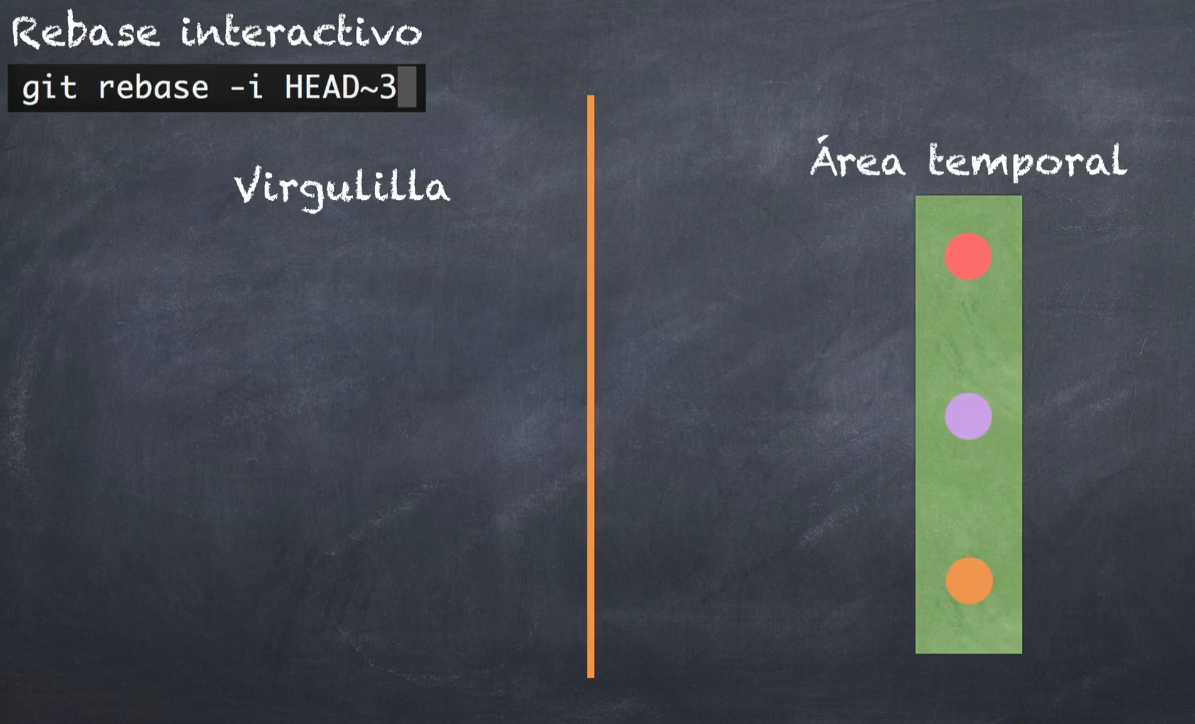 Rebase interactivo
git rebase -i HEAD~3
Virgulilla
Área temporal